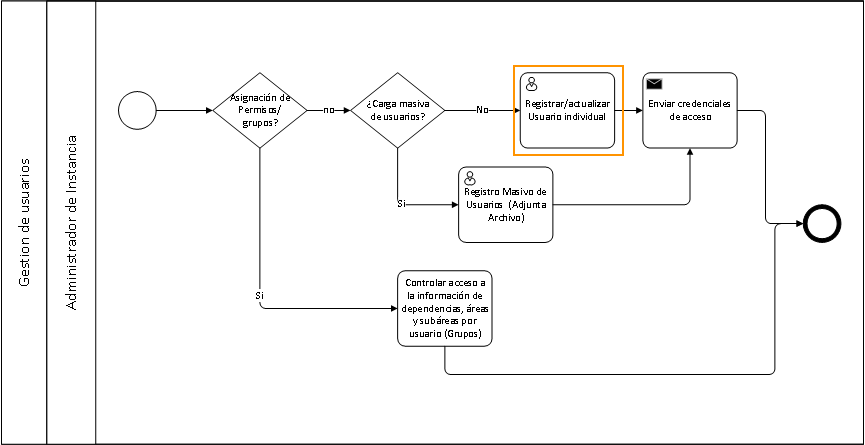 Gestion de usuarios
Administrador de Instancia
Asignación de
Permisos/
grupos?
no
¿Carga masiva
de usuarios?
No
Registrar/actualizar
Usuario individual
Enviar credenciales
de acceso
Si
Registro Masivo de
Usuarios (Adjunta
Archivo)
Si
Controlar acceso a
la información de
dependencias, áreas
y subáreas por
usuario (Grupos)